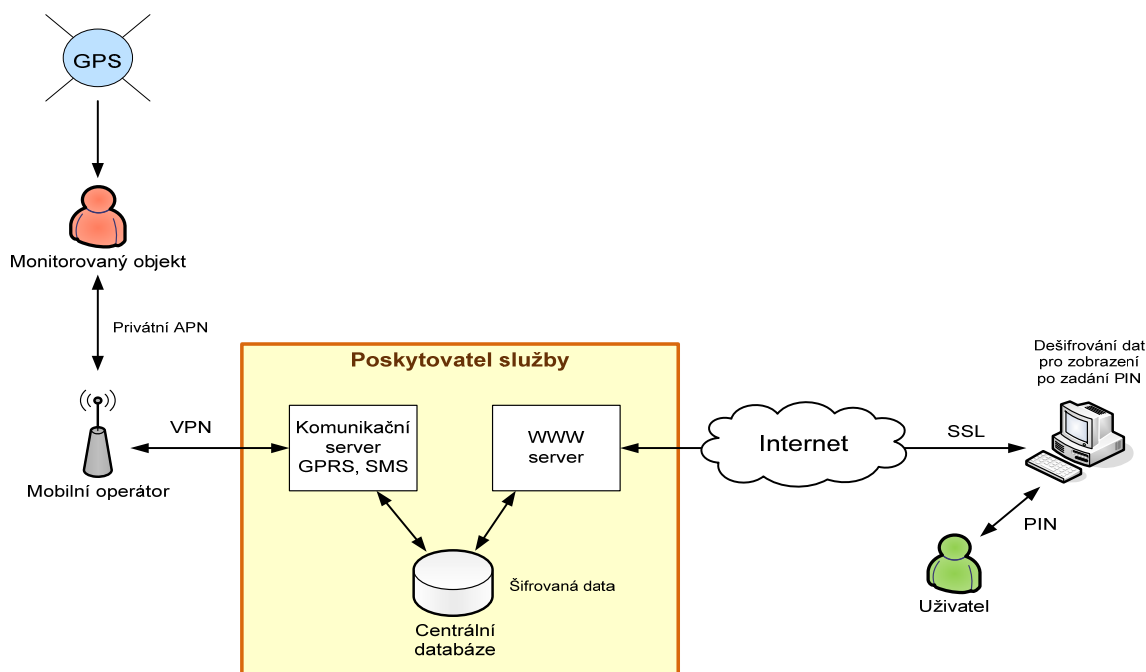 GPS
Monitorovaný objekt
Privátní APN
Mobilní operátor
VPN
Poskytovatel služby
Komunikační
server
GPRS, SMS
WWW
server
Centrální
databáze
Šifrovaná data
Internet
SSL
Dešifrování dat
pro zobrazení
po zadání PIN
PIN
Uživatel